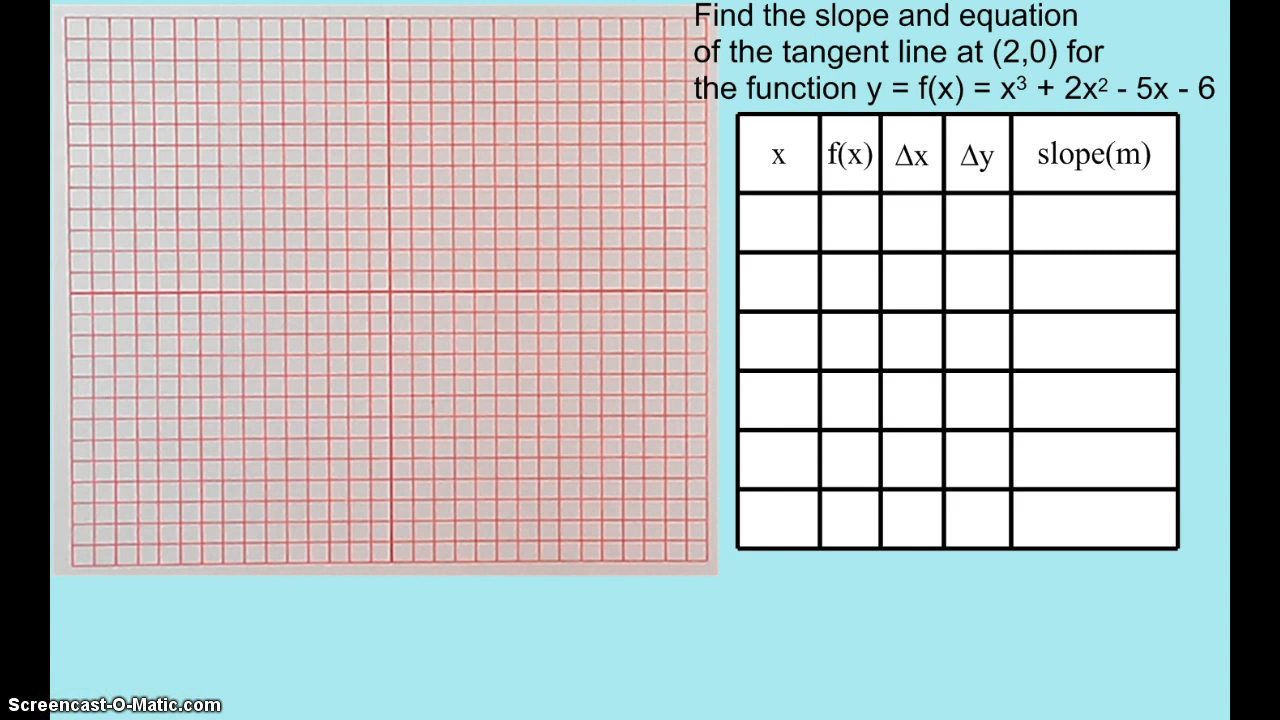 Find the slope and equation
of the tangent line at (2,0) for
the function y = f(x) = x³ + 2x² - 5x - 6
x f(x) Δx Δy slope(m)
Screencast-O-Matic.com